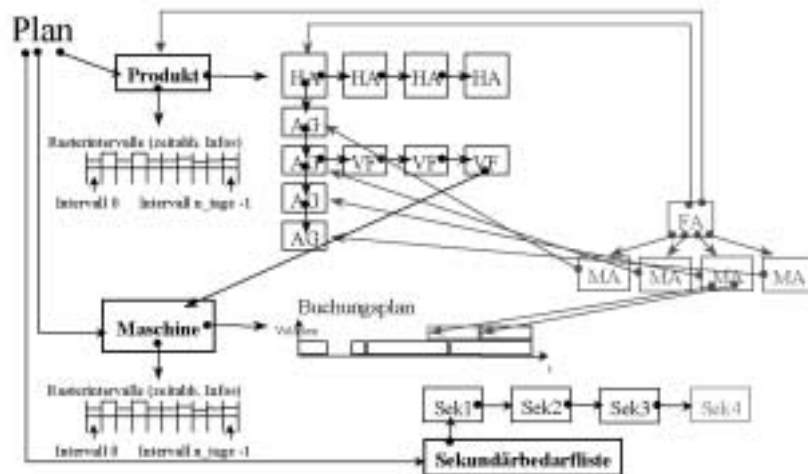 Plan
Produkt
HA HA HA HA
AG
Rasterintervalle (zeitabh. Infos)
AG VF VF VF
Intervall 0 Intervall n_tage -1
AG
FA
AG
MA MA MA MA
Buchungsplan
Maschine
t
Rasterintervalle (zeitabh. Infos)
Sek1 Sek2 Sek3 Sek4
Intervall 0 Intervall n_tage -1
Sekundärbedarfliste